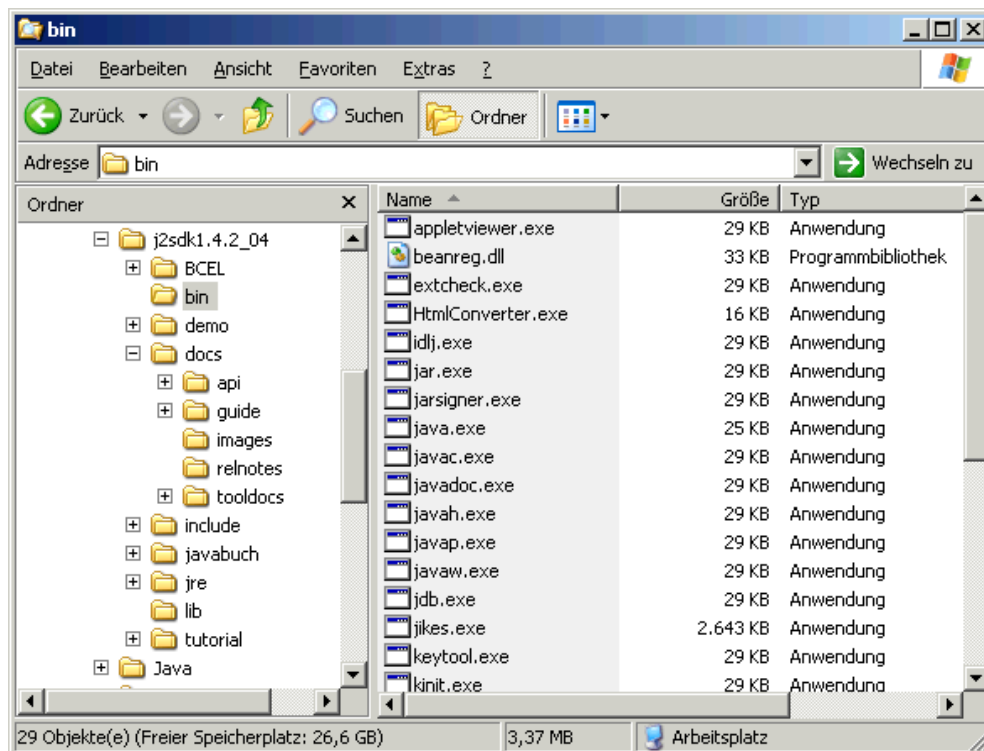 bin
Datei Bearbeiten Ansicht Favoriten Extras ?
Zurück Suchen Ordner
Adresse bin Wechseln zu
Ordner
j2sdk1.4.2_04
BCEL
bin
demo
docs
api
guide
images
relnotes
tooldocs
include
javabuch
jre
lib
tutorial
Java
Name Größe Typ
appletviewer.exe 29 KB Anwendung
beanreg.dll 33 KB Programmbibliothek
extcheck.exe 29 KB Anwendung
HtmlConverter.exe 16 KB Anwendung
idlj.exe 29 KB Anwendung
jar.exe 29 KB Anwendung
jarsigner.exe 29 KB Anwendung
java.exe 25 KB Anwendung
javac.exe 29 KB Anwendung
javadoc.exe 29 KB Anwendung
javah.exe 29 KB Anwendung
javap.exe 29 KB Anwendung
javaw.exe 29 KB Anwendung
jdb.exe 29 KB Anwendung
jikes.exe 2.643 KB Anwendung
keytool.exe 29 KB Anwendung
kinit.exe 29 KB Anwendung
29 Objekte(e) (Freier Speicherplatz: 26,6 GB) 3,37 MB Arbeitsplatz